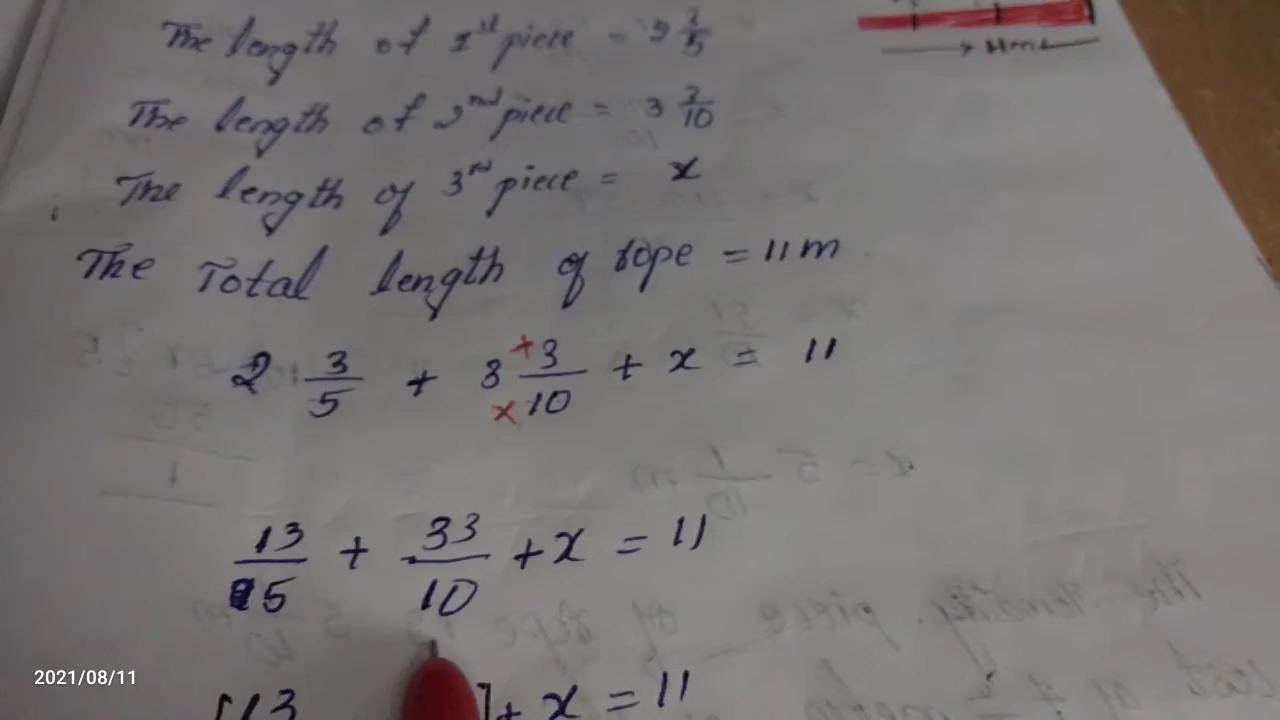 The length of 1st piece = 2 3/5
The length of 2nd piece = 3 3/10
The length of 3rd piece = x
The Total length of rope = 11m
2 3/5 + 3 + 3/10 + x = 11
×
13/5 + 33/10 + x = 11
[13 ] + x = 11
2021/08/11